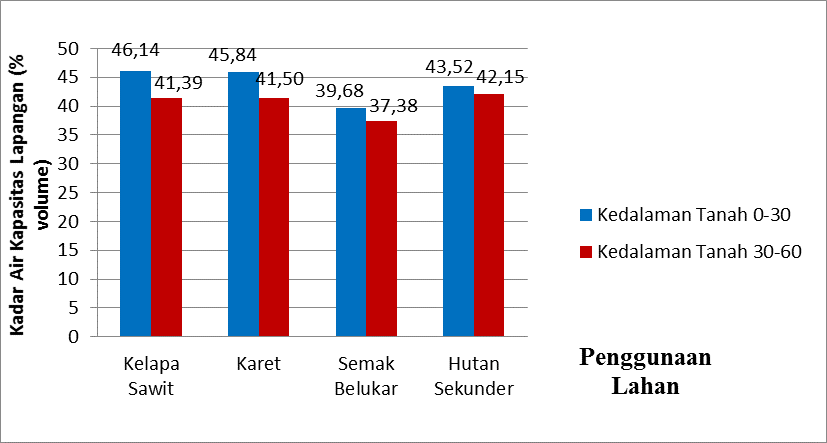 Kadar Air Kapasitas Lapangan (%
volume)
50
45
40
35
30
25
20
15
10
5
0
46,14
41,39
45,84
41,50
39,68
37,38
43,52
42,15
Kelapa
Sawit
Karet
Semak
Belukar
Hutan
Sekunder
Kedalaman Tanah 0-30
Kedalaman Tanah 30-60
Penggunaan
Lahan